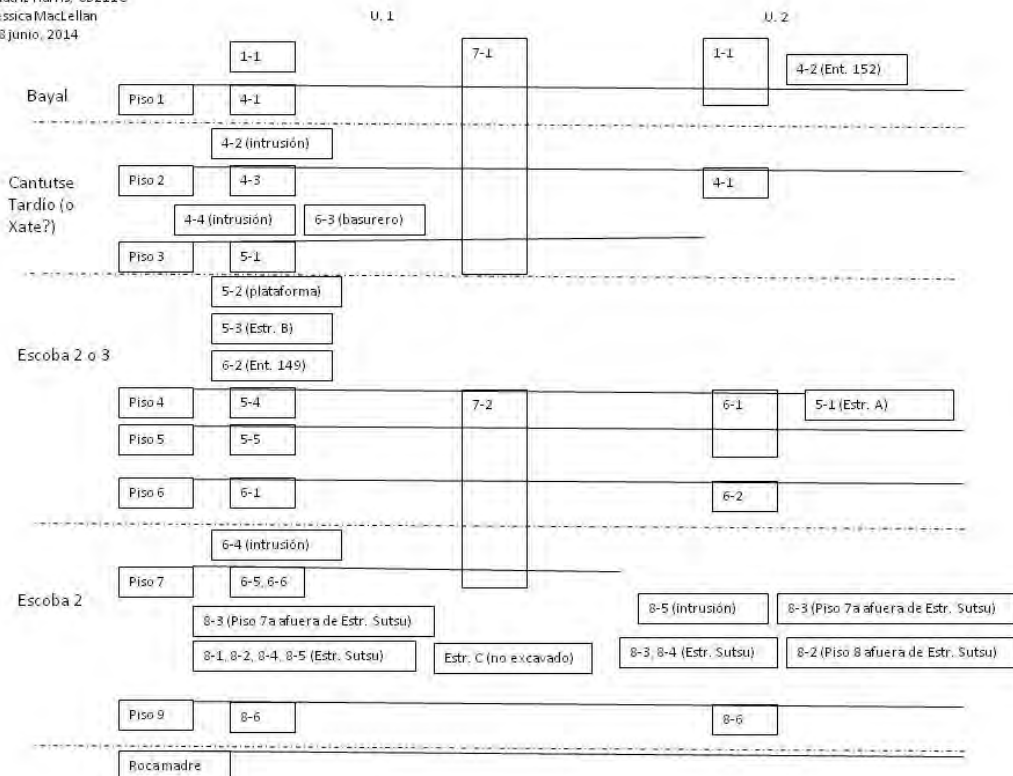 essica MacLellan
8 junio, 2014
U. 1
U. 2
1-1
7-1
1-1
4-2 (Ent. 152)
Bayal
Piso 1
4-1
4-2 (intrusión)
Cantutse
Tardío (o
Xate?)
Piso 2
4-3
4-1
4-4 (intrusión)
6-3 (basurero)
Piso 3
5-1
5-2 (plataforma)
5-3 (Estr. B)
Escoba 2 o 3
6-2 (Ent. 149)
Piso 4
5-4
7-2
6-1
5-1 (Estr. A)
Piso 5
5-5
Piso 6
6-1
6-2
6-4 (intrusión)
Piso 7
6-5, 6-6
Escoba 2
8-3 (Piso 7a afuera de Estr. Sutsu)
8-5 (intrusión)
8-3 (Piso 7a afuera de Estr. Sutsu)
8-1, 8-2, 8-4, 8-5 (Estr. Sutsu)
Estr. C (no excavado)
8-3, 8-4 (Estr. Sutsu)
8-2 (Piso 8 afuera de Estr. Sutsu)
Piso 9
8-6
8-6
Rocamadre